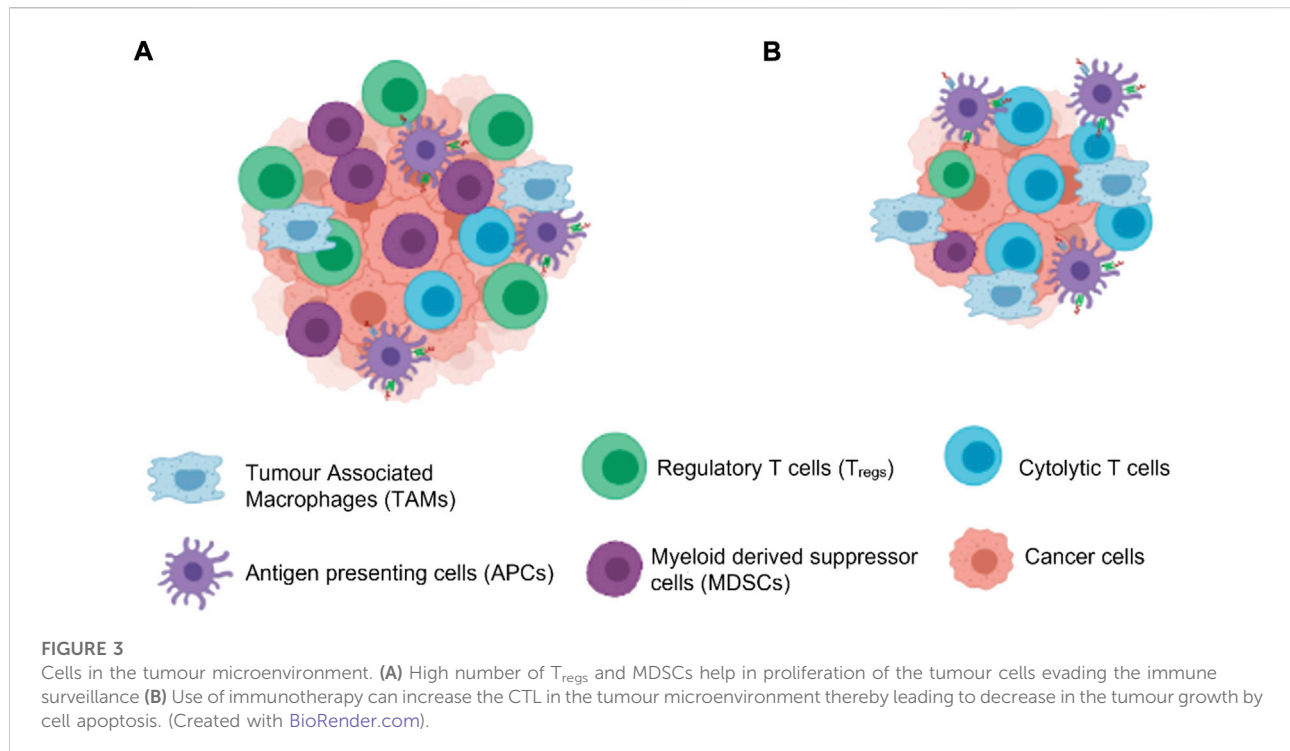 A
B
Tumour Associated
Macrophages (TAMs)
Regulatory T cells (Tregs)
Cytolytic T cells
Antigen presenting cells (APCs)
Myeloid derived suppressor
cells (MDSCs)
Cancer cells
FIGURE 3
Cells in the tumour microenvironment. (A) High number of Tregs and MDSCs help in proliferation of the tumour cells evading the immune
surveillance (B) Use of immunotherapy can increase the CTL in the tumour microenvironment thereby leading to decrease in the tumour growth by
cell apoptosis. (Created with BioRender.com).